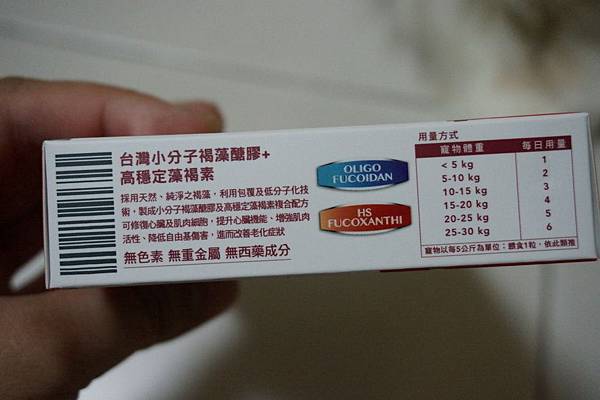 台灣小分子褐藻醣膠+
高穩定藻褐素
採用天然、純淨之褐藻，利用包覆及低分子化技
術，製成小分子褐藻醣膠及高穩定藻褐素複合配方
可修復心臟及肌肉細胞，提升心臟機能、增強肌肉
活性、降低自由基傷害，進而改善老化症狀
無色素 無重金屬 無西藥成分
OLIGO
FUCOIDAN
HS
FUCOXANTHI
用量方式
寵物體重 每日用量
< 5 kg 1
5-10 kg 2
10-15 kg 3
15-20 kg 4
20-25 kg 5
25-30 kg 6
寵物以每5公斤為單位：餵食1粒，依此類推